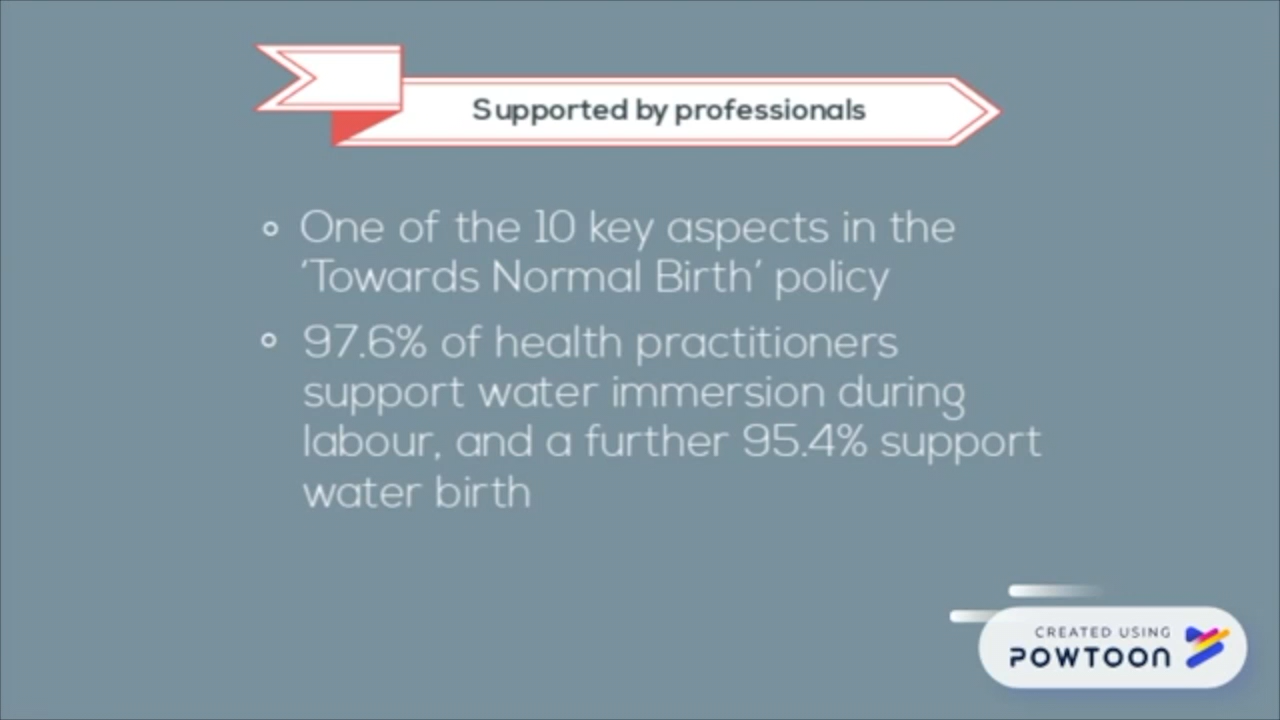 Supported by professionals
One of the 10 key aspects in the
‘Towards Normal Birth’ policy
97.6% of health practitioners
support water immersion during
labour, and a further 95.4% support
water birth
CREATED USING
POWTOON